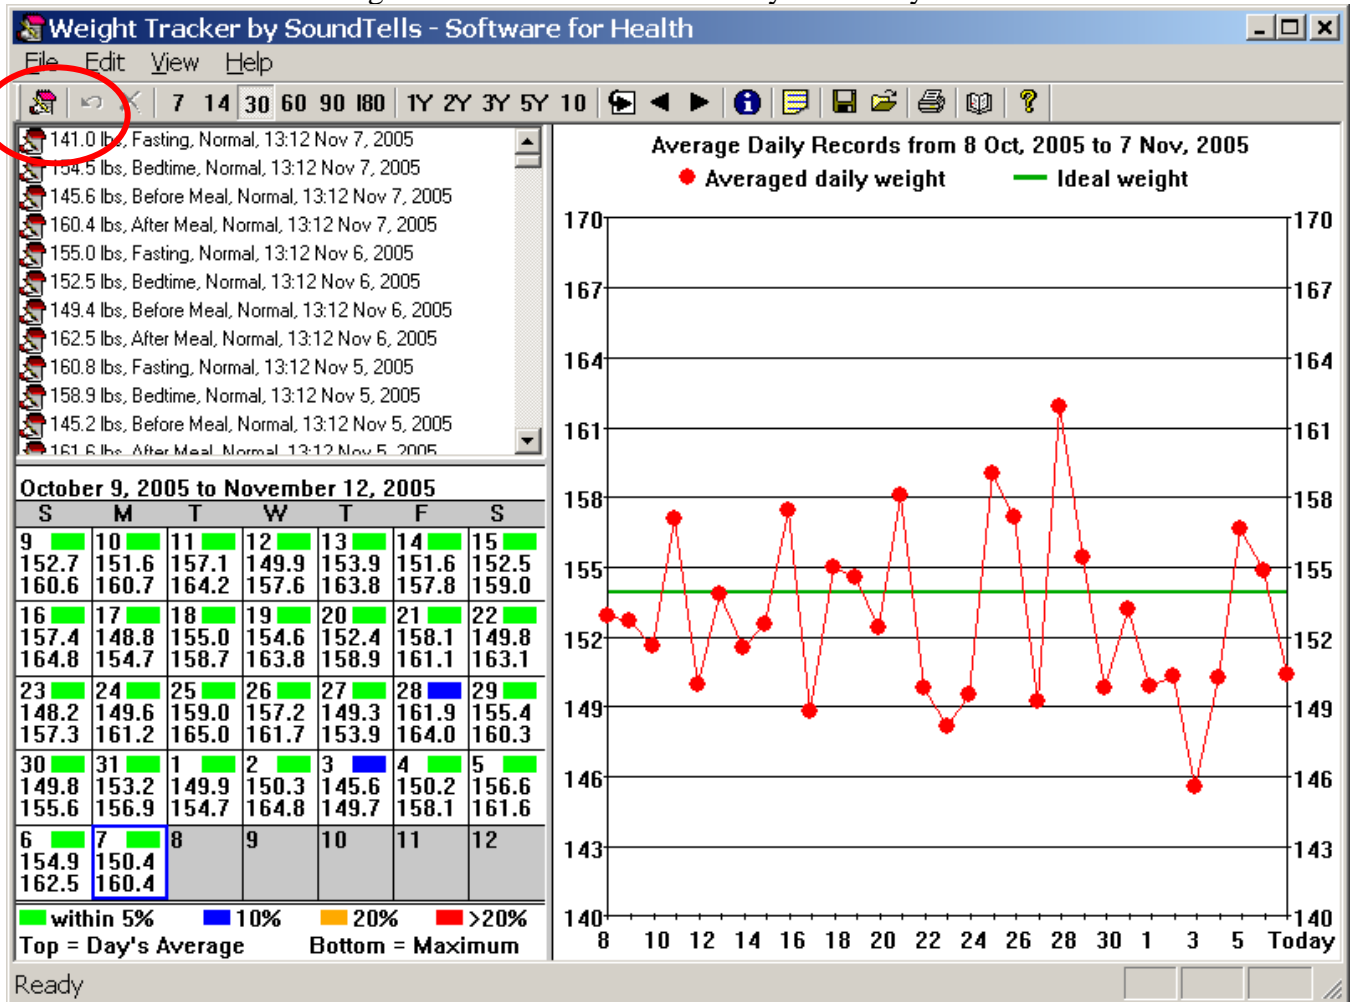 Weight Tracker by SoundTells - Software for Health
File Edit View Help
7 14 30 60 90 180 1Y 2Y 3Y 5Y 10
141.0 lbs, Fasting, Normal, 13:12 Nov 7, 2005
154.5 lbs, Bedtime, Normal, 13:12 Nov 7, 2005
145.6 lbs, Before Meal, Normal, 13:12 Nov 7, 2005
160.4 lbs, After Meal, Normal, 13:12 Nov 7, 2005
155.0 lbs, Fasting, Normal, 13:12 Nov 6, 2005
152.5 lbs, Bedtime, Normal, 13:12 Nov 6, 2005
149.4 lbs, Before Meal, Normal, 13:12 Nov 6, 2005
162.5 lbs, After Meal, Normal, 13:12 Nov 6, 2005
160.8 lbs, Fasting, Normal, 13:12 Nov 5, 2005
158.9 lbs, Bedtime, Normal, 13:12 Nov 5, 2005
145.2 lbs, Before Meal, Normal, 13:12 Nov 5, 2005
161.6 lbs, After Meal, Normal, 13:12 Nov 5, 2005
October 9, 2005 to November 12, 2005
S M T W T F S
9 10 11 12 13 14 15
152.7 151.6 157.1 149.9 153.9 151.6 152.5
160.6 160.7 164.2 157.6 163.8 157.8 159.0
16 17 18 19 20 21 22
157.4 148.8 155.0 154.6 152.4 158.1 149.8
164.8 154.7 158.7 163.8 158.9 161.1 163.1
23 24 25 26 27 28 29
148.2 149.6 159.0 157.2 149.3 161.9 155.4
157.3 161.2 165.0 161.7 153.9 164.0 160.3
30 31 1 2 3 4 5
149.8 153.2 149.9 150.3 145.6 150.2 156.6
155.6 156.9 154.7 164.8 149.7 158.1 161.6
6 7 8 9 10 11 12
154.9 150.4
162.5 160.4
within 5% 10% 20% >20%
Top = Day's Average Bottom = Maximum
Average Daily Records from 8 Oct, 2005 to 7 Nov, 2005
Averaged daily weight Ideal weight
170 170
167 167
164 164
161 161
158 158
155 155
152 152
149 149
146 146
143 143
140 140
8 10 12 14 16 18 20 22 24 26 28 30 1 3 5 Today
Ready